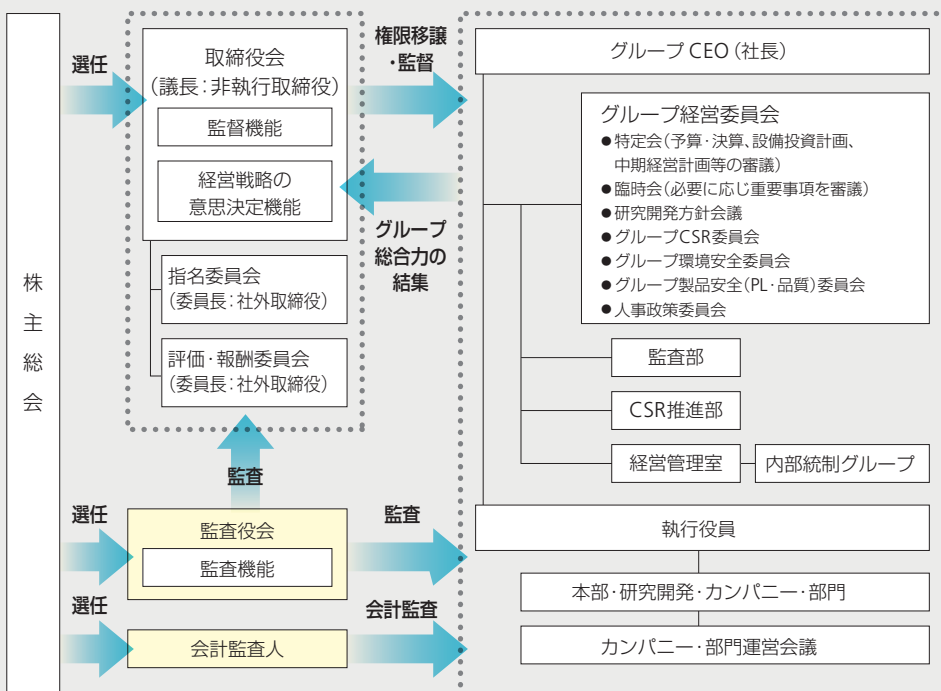 株主総会
選任
取締役会
(議長:非執行取締役)
監督機能
経営戦略の
意思決定機能
指名委員会
(委員長:社外取締役)
評価・報酬委員会
(委員長:社外取締役)
権限移譲
・監督
グループ
総合力の
結集
監査
選任
監査役会
監査機能
監査
選任
会計監査人
会計監査
グループ CEO(社長)
グループ経営委員会
●特定会(予算・決算、設備投資計画、
中期経営計画等の審議)
●臨時会(必要に応じ重要事項を審議)
●研究開発方針会議
●グループCSR委員会
●グループ環境安全委員会
●グループ製品安全(PL・品質)委員会
●人事政策委員会
監査部
CSR推進部
経営管理室
内部統制グループ
執行役員
本部・研究開発・カンパニー・部門
カンパニー・部門運営会議